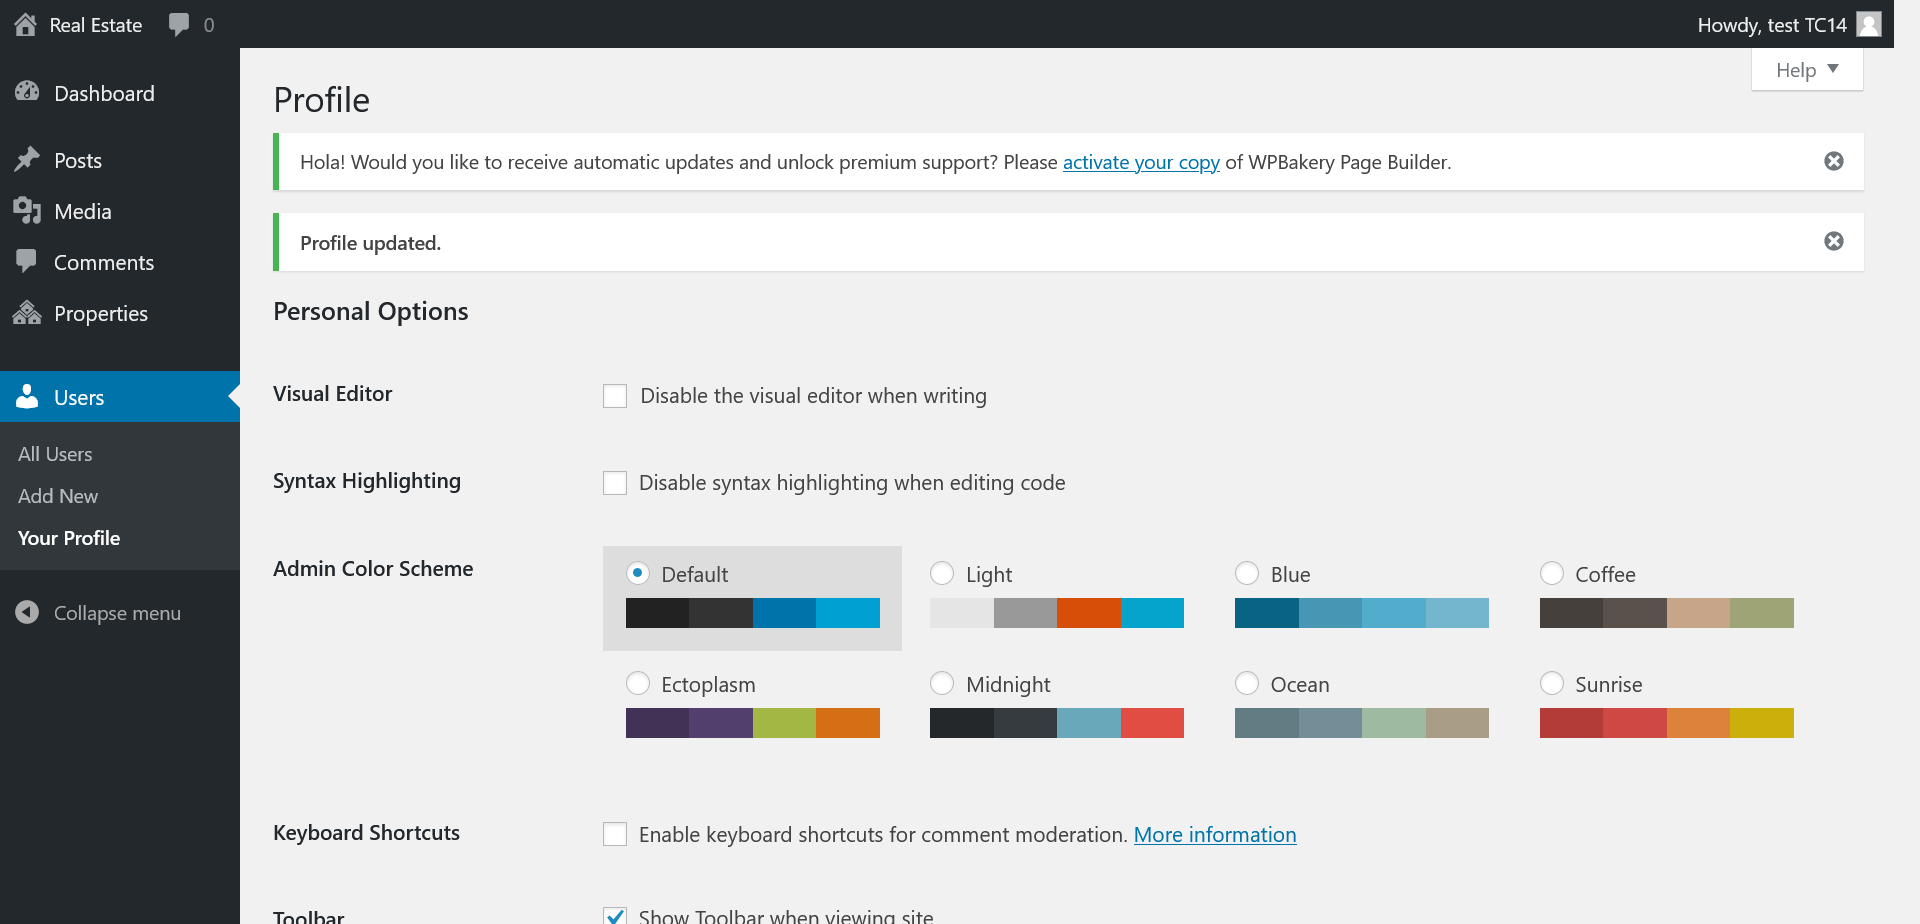 Real Estate 0
Howdy, test TC14
Help
Dashboard
Posts
Media
Comments
Properties
Users
All Users
Add New
Your Profile
Collapse menu
Profile
Hola! Would you like to receive automatic updates and unlock premium support? Please activate your copy of WPBakery Page Builder.
Profile updated.
Personal Options
Visual Editor
Disable the visual editor when writing
Syntax Highlighting
Disable syntax highlighting when editing code
Admin Color Scheme
Default
Light
Blue
Coffee
Ectoplasm
Midnight
Ocean
Sunrise
Keyboard Shortcuts
Enable keyboard shortcuts for comment moderation. More information
Toolbar
Show Toolbar when viewing site